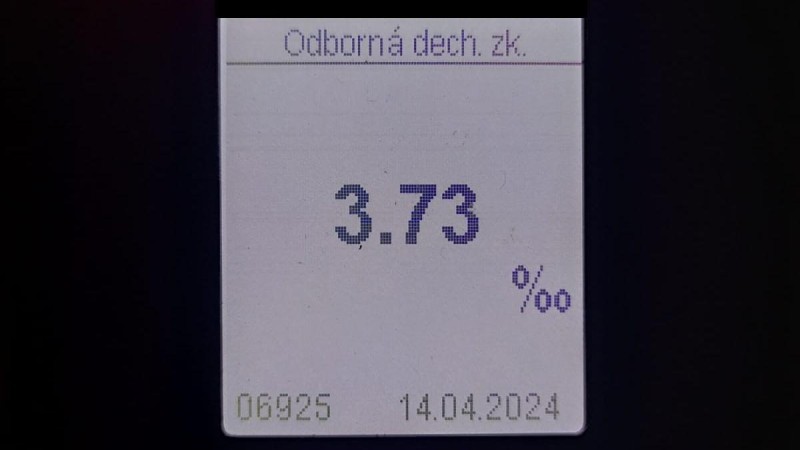 Odborná dech. zk.
3.73
‰
06925 14.04.2024